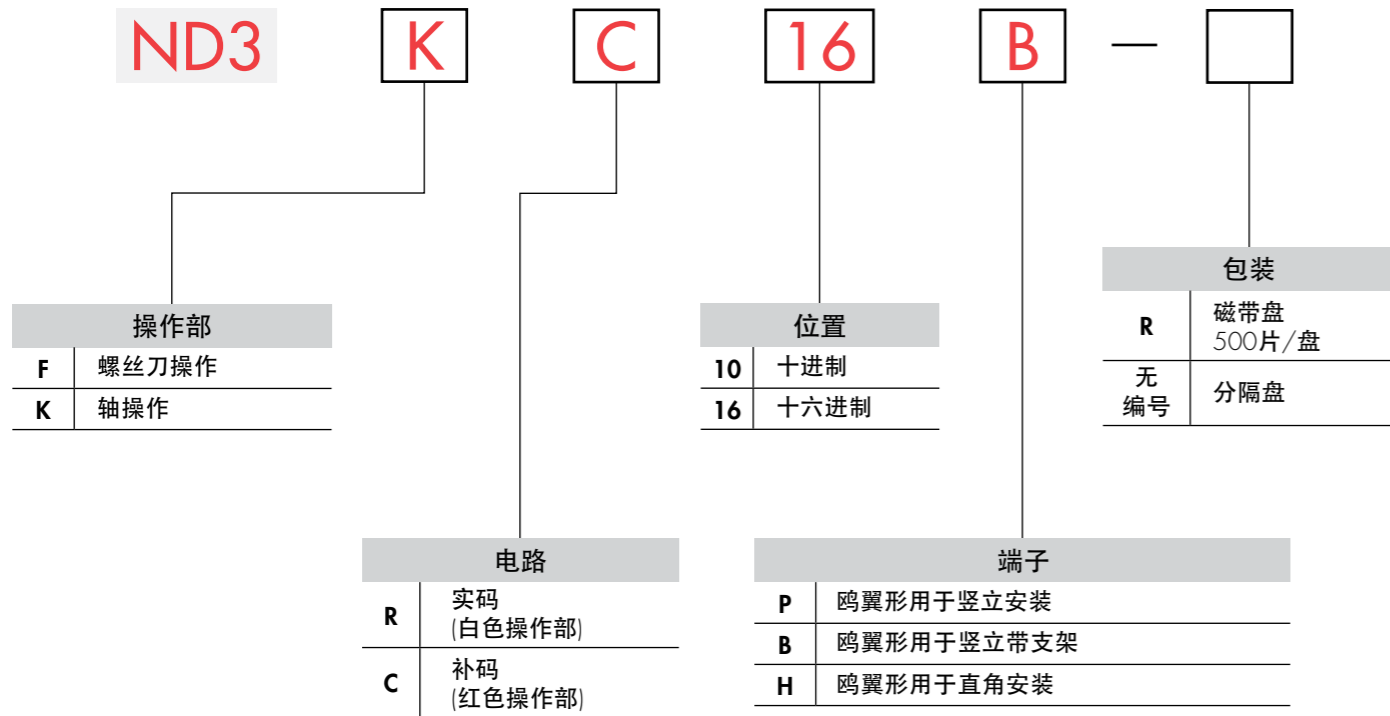 ND3 K C 16 B —
操作部
F 螺丝刀操作
K 轴操作
位置
10 十进制
16 十六进制
包装
R 磁带盘
500片/盘
无
编号 分隔盘
电路
R 实码
(白色操作部)
C 补码
(红色操作部)
端子
P 鸥翼形用于竖立安装
B 鸥翼形用于竖立带支架
H 鸥翼形用于直角安装